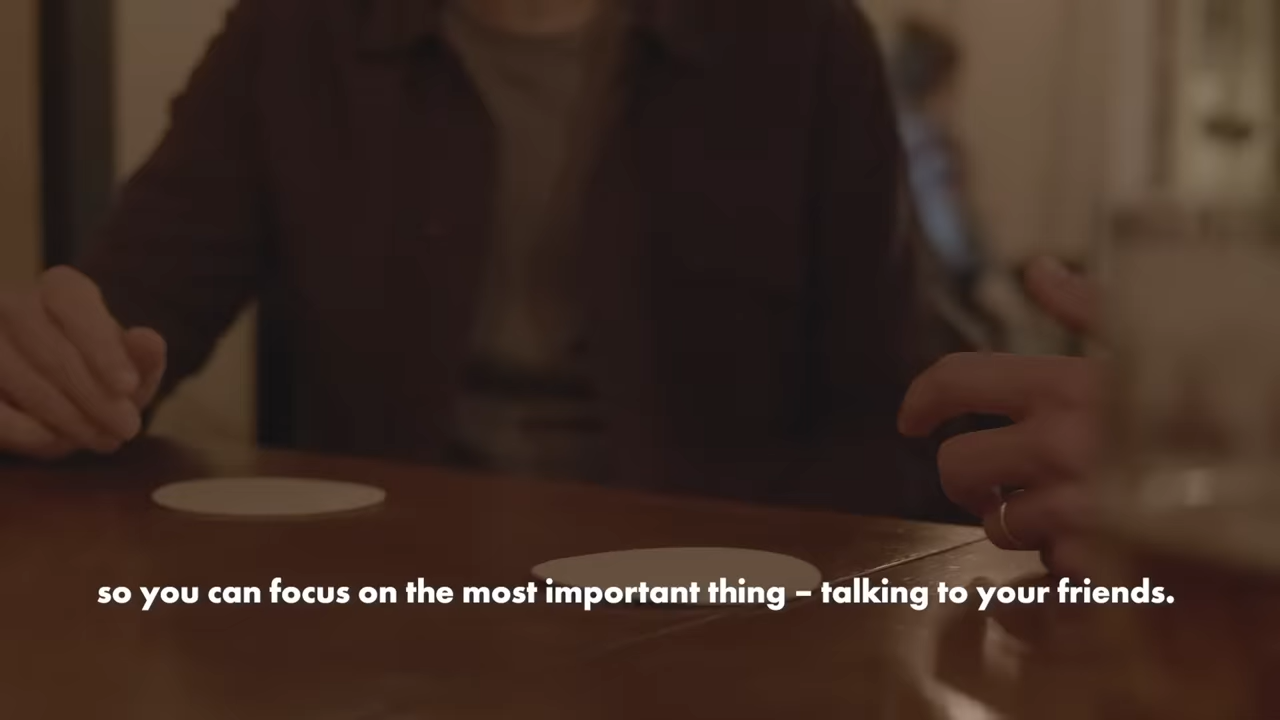 so you can focus on the most important thing – talking to your friends.